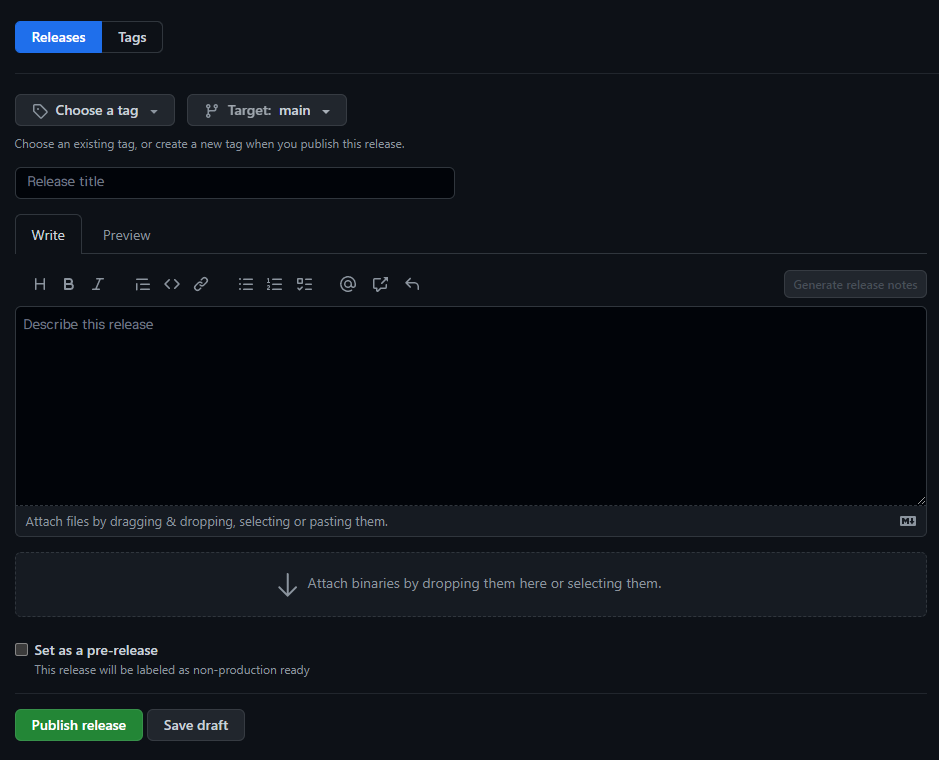 Releases Tags
Choose a tag Target: main
Choose an existing tag, or create a new tag when you publish this release.
Release title
Write Preview
H B I @ Generate release notes
Describe this release
Attach files by dragging & dropping, selecting or pasting them.
Attach binaries by dropping them here or selecting them.
Set as a pre-release
This release will be labeled as non-production ready
Publish release Save draft